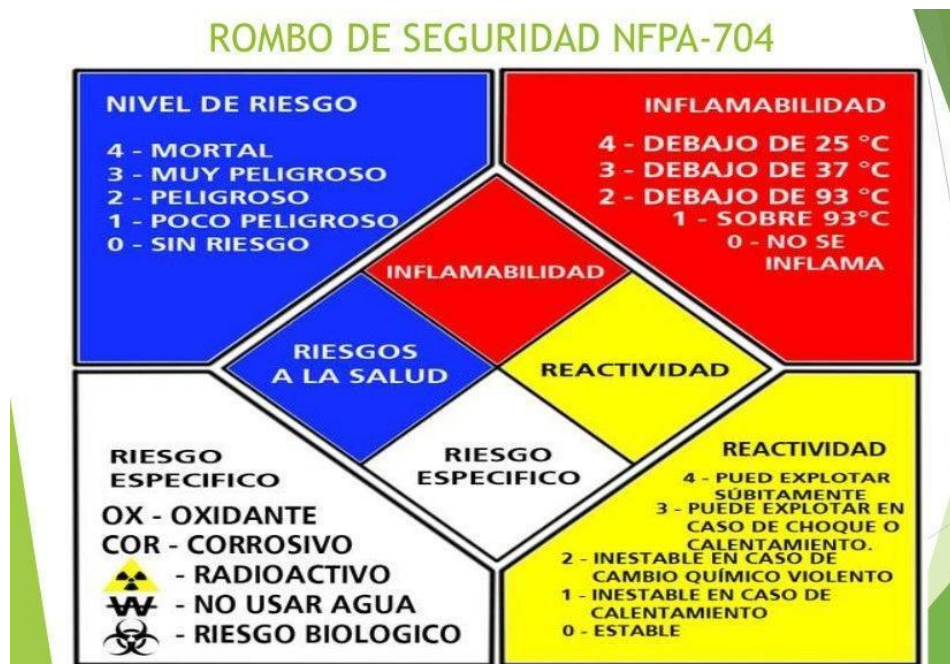 ROMBO DE SEGURIDAD NFPA-704
NIVEL DE RIESGO
4 - MORTAL
3 - MUY PELIGROSO
2 - PELIGROSO
1 - POCO PELIGROSO
0 - SIN RIESGO
INFLAMABILIDAD
4 - DEBAJO DE 25 °C
3 - DEBAJO DE 37 °C
2 - DEBAJO DE 93 °C
1 - SOBRE 93°C
0 - NO SE
INFLAMA
INFLAMABILIDAD
RIESGOS
A LA SALUD
REACTIVIDAD
RIESGO
ESPECIFICO
RIESGO
ESPECIFICO
OX - OXIDANTE
COR - CORROSIVO
- RADIOACTIVO
W - NO USAR AGUA
- RIESGO BIOLOGICO
REACTIVIDAD
4 - PUED EXPLOTAR
SÚBITAMENTE
3 - PUEDE EXPLOTAR EN
CASO DE CHOQUE O
CALENTAMIENTO.
2 - INESTABLE EN CASO DE
CAMBIO QUÍMICO VIOLENTO
1 - INESTABLE EN CASO DE
CALENTAMIENTO
0 - ESTABLE